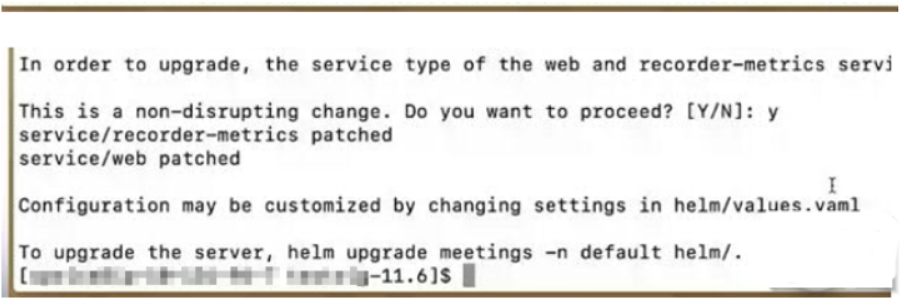 In order to upgrade, the service type of the web and recorder-metrics servi
This is a non-disrupting change. Do you want to proceed? [Y/N]: y
service/recorder-metrics patched
service/web patched
Configuration may be customized by changing settings in helm/values.yaml
To upgrade the server, helm upgrade meetings -n default helm/.
[-11.6]$